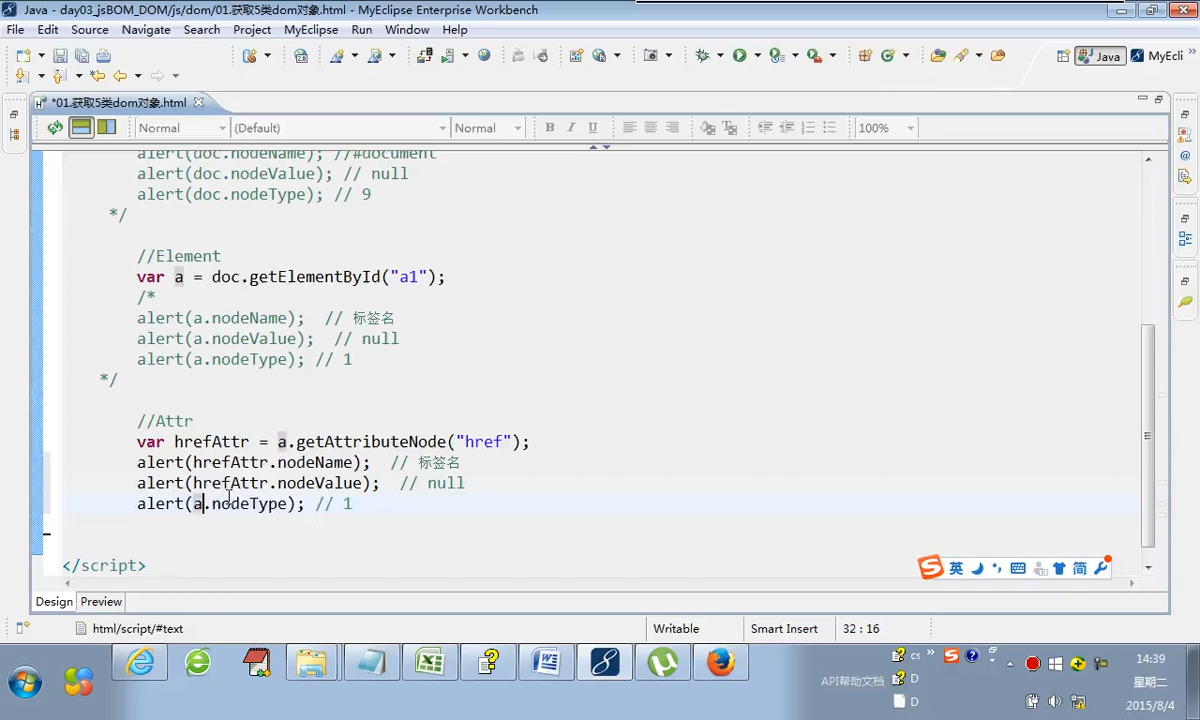 Java - day03_jsBOM_DOM/js/dom/01.获取5类dom对象.html - MyEclipse Enterprise Workbench
File Edit Source Navigate Search Project MyEclipse Run Window Help
Java MyEcli
*01.获取5类dom对象.html
Normal (Default) Normal B I U 100%
alert(doc.nodeName); //#document
alert(doc.nodeValue); // null
alert(doc.nodeType); // 9
*/
//Element
var a = doc.getElementById("a1");
/*
alert(a.nodeName); // 标签名
alert(a.nodeValue); // null
alert(a.nodeType); // 1
*/
//Attr
var hrefAttr = a.getAttributeNode("href");
alert(hrefAttr.nodeName); // 标签名
alert(hrefAttr.nodeValue); // null
alert(a.nodeType); // 1
</script>
英 简
Design Preview
html/script/#text Writable Smart Insert 32 : 16
API帮助文档
cs
D
D
14:39
星期二
2015/8/4